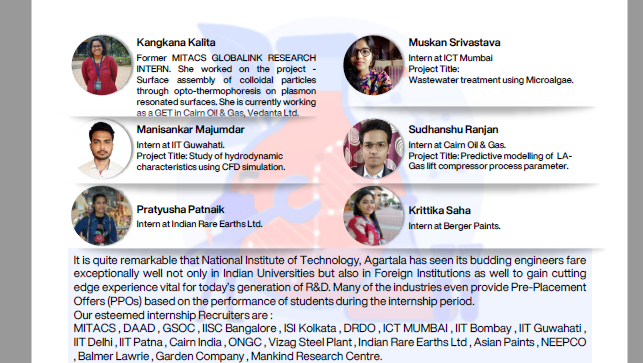 Kangkana Kalita
Former MITACS GLOBALINK RESEARCH
INTERN. She worked on the project -
Surface assembly of colloidal particles
through opto-thermophoresis on plasmon
resonated surfaces. She is currently working
as a GET in Cairn Oil & Gas, Vedanta Ltd.
Muskan Srivastava
Intern at ICT Mumbai
Project Title:
Wastewater treatment using Microalgae.
Manisankar Majumdar
Intern at IIT Guwahati.
Project Title: Study of hydrodynamic
characteristics using CFD simulation.
Sudhanshu Ranjan
Intern at Cairn Oil & Gas.
Project Title: Predictive modelling of LA-
Gas lift compressor process parameter.
Pratyusha Patnaik
Intern at Indian Rare Earths Ltd.
Krittika Saha
Intern at Berger Paints.
It is quite remarkable that National Institute of Technology, Agartala has seen its budding engineers fare
exceptionally well not only in Indian Universities but also in Foreign Institutions as well to gain cutting
edge experience vital for today's generation of R&D. Many of the industries even provide Pre-Placement
Offers (PPOs) based on the performance of students during the internship period.
Our esteemed internship Recruiters are :
MITACS , DAAD , GSOC , IISC Bangalore , ISI Kolkata , DRDO , ICT MUMBAI , IIT Bombay , IIT Guwahati ,
IIT Delhi , IIT Patna , Cairn India , ONGC , Vizag Steel Plant , Indian Rare Earths Ltd , Asian Paints , NEEPCO
, Balmer Lawrie , Garden Company , Mankind Research Centre.